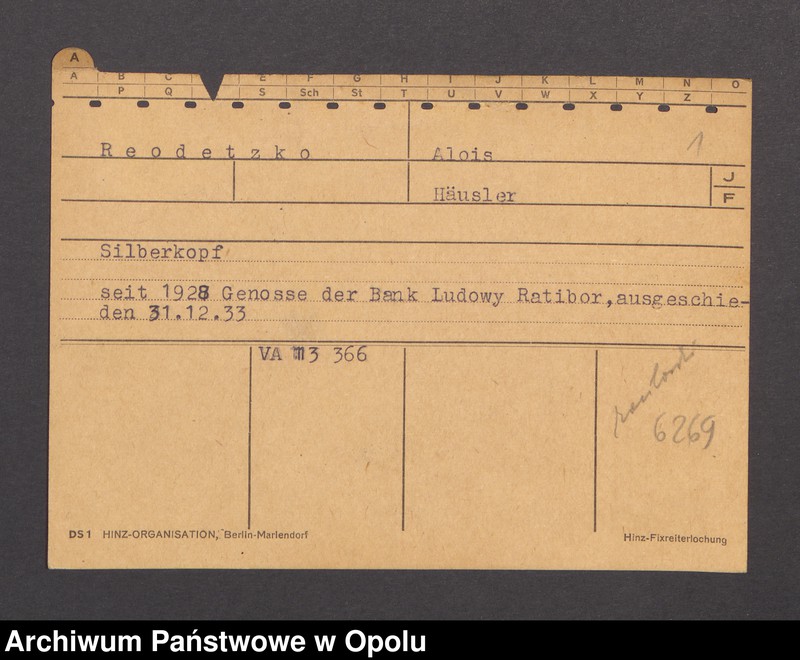 A
A B C E F G H I J K L M N O
P Q S Sch St T U V W X Y Z
Reodetzko Alois 1
Häusler J
F
Silberkopf
seit 1928 Genosse der Bank Ludowy Ratibor,ausgeschie-
den 31.12.33
VA 3 366
6269
DS1 HINZ-ORGANISATION, Berlin-Mariendorf Hinz-Fixreiterlochung
Archiwum Państwowe w Opolu